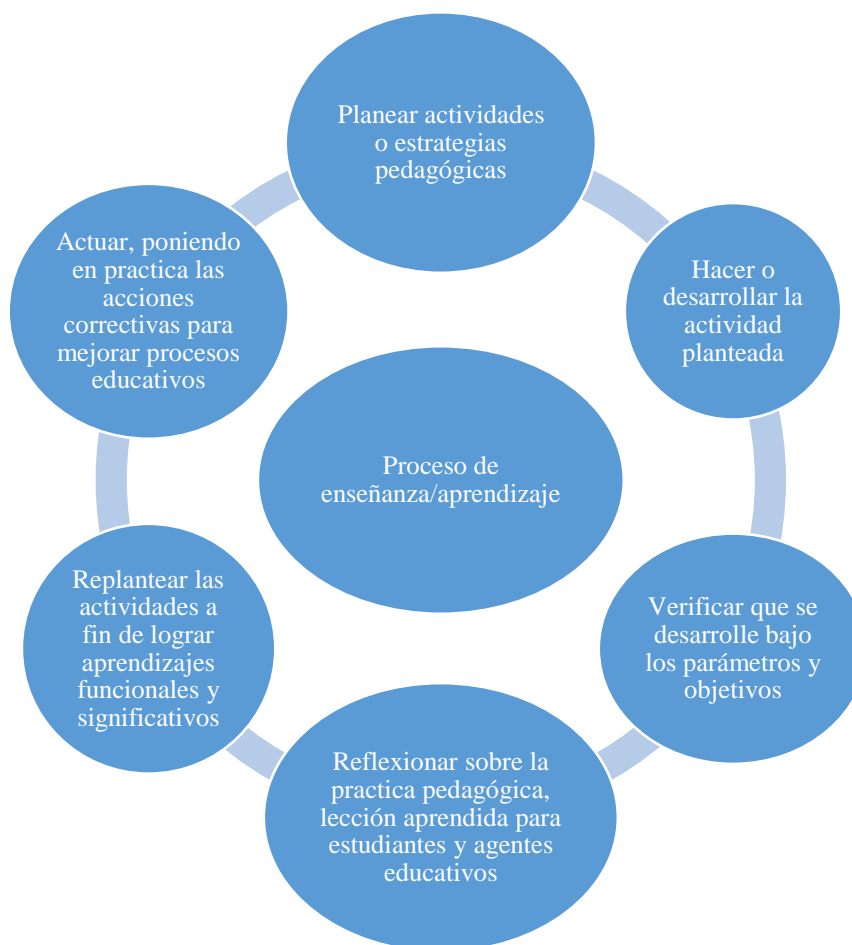 Planear actividades
o estrategias
pedagógicas
Hacer o
desarrollar la
actividad
planteada
Verificar que se
desarrolle bajo
los parámetros y
objetivos
Reflexionar sobre la
practica pedagógica,
lección aprendida para
estudiantes y agentes
educativos
Replantear las
actividades a
fin de lograr
aprendizajes
funcionales y
significativos
Actuar, poniendo
en practica las
acciones
correctivas para
mejorar procesos
educativos
Proceso de
enseñanza/aprendizaje